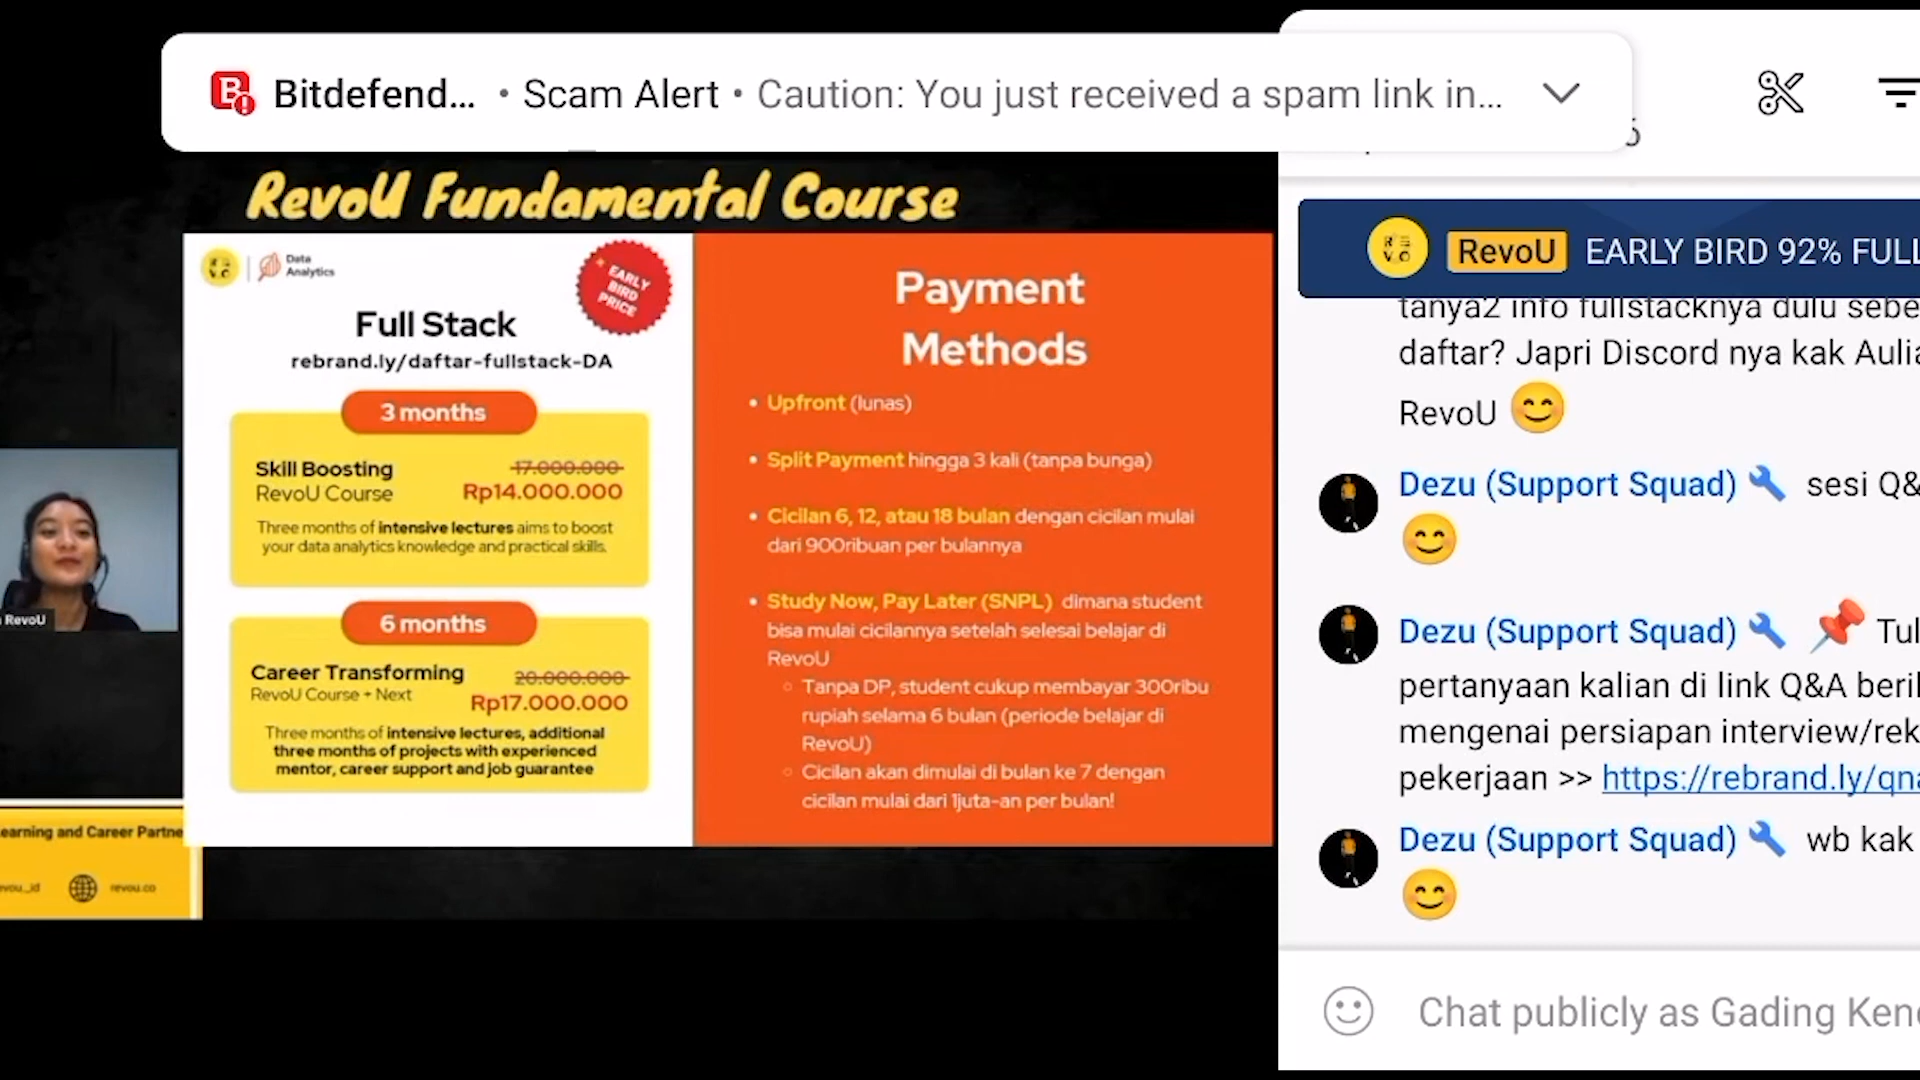 Bitdefend... • Scam Alert • Caution: You just received a spam link in...
RevoU Fundamental Course
Data
Analytics
EARLY
BIRD
PRICE
Full Stack
rebrand.ly/daftar-fullstack-DA
3 months
Skill Boosting 17.000.000
RevoU Course Rp14.000.000
Three months of intensive lectures aims to boost
your data analytics knowledge and practical skills.
6 months
Career Transforming 20.000.000
RevoU Course + Next Rp17.000.000
Three months of intensive lectures, additional
three months of projects with experienced
mentor, career support and job guarantee
Payment
Methods
• Upfront (lunas)
• Split Payment hingga 3 kali (tanpa bunga)
• Cicilan 6, 12, atau 18 bulan dengan cicilan mulai
dari 900ribuan per bulannya
• Study Now, Pay Later (SNPL) dimana student
bisa mulai cicilannya setelah selesai belajar di
RevoU
Tanpa DP, student cukup membayar 300ribu
rupiah selama 6 bulan (periode belajar di
RevoU)
Cicilan akan dimulai di bulan ke 7 dengan
cicilan mulai dari 1juta-an per bulan!
RevoU
earning and Career Partne
evou_id revou.co
RevoU EARLY BIRD 92% FULL
tanya2 info fullstacknya dulu sebe
daftar? Japri Discord nya kak Aulia
RevoU 😊
Dezu (Support Squad) sesi Q&
😊
Dezu (Support Squad) 📌 Tul
pertanyaan kalian di link Q&A beril
mengenai persiapan interview/rek
pekerjaan >> https://rebrand.ly/qna
Dezu (Support Squad) wb kak
😊
Chat publicly as Gading Ken